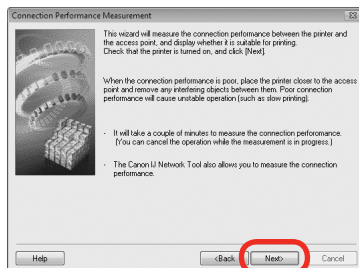 Connection Performance Measurement
This wizard will measure the connection performance between the printer and
the access point, and display whether it is suitable for printing.
Check that the printer is turned on, and click [Next].
When the connection performance is poor, place the printer closer to the access
point and remove any interfering objects between them. Poor connection
performance will cause unstable operation (such as slow printing).
- It will take a couple of minutes to measure the connection perforomance.
(You can cancel the operation while the measurement is in progress.)
- The Canon IJ Network Tool also allows you to measure the connection
performance.
Help <Back Next> Cancel